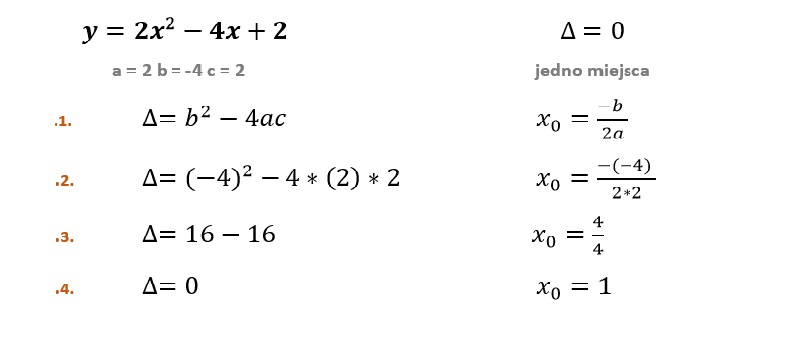 y = 2x² − 4x + 2 Δ = 0
a = 2 b = -4 c = 2 jedno miejsca
.1. Δ= b² − 4ac x₀ = −b/2a
.2. Δ= (−4)² − 4 ∗ (2) ∗ 2 x₀ = −(−4)/2∗2
.3. Δ= 16 − 16 x₀ = 4/4
.4. Δ= 0 x₀ = 1